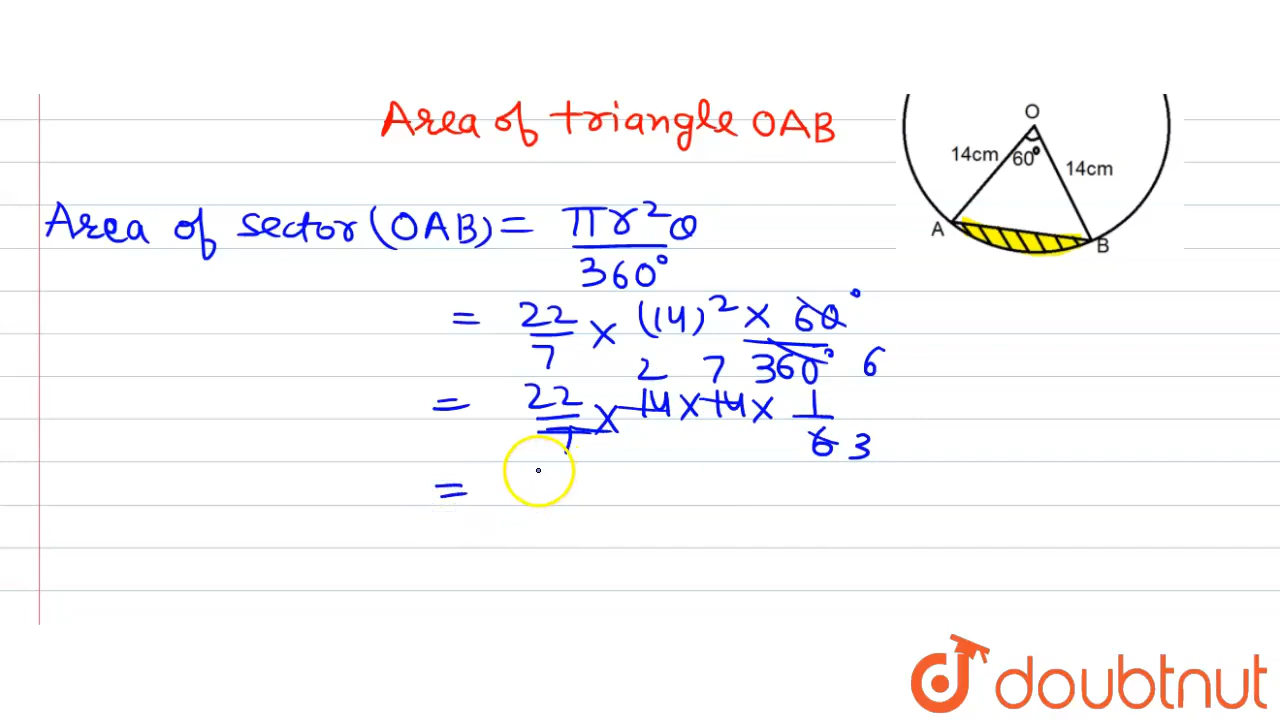 Area of triangle OAB
O
14cm 60° 14cm
A B
Area of sector (OAB) = πr²θ
360°
= 22/7 × (14)² × 60°
360° 6
2 7
= 22/7 × 14 × 14 × 1/6 3
=
doubtnut